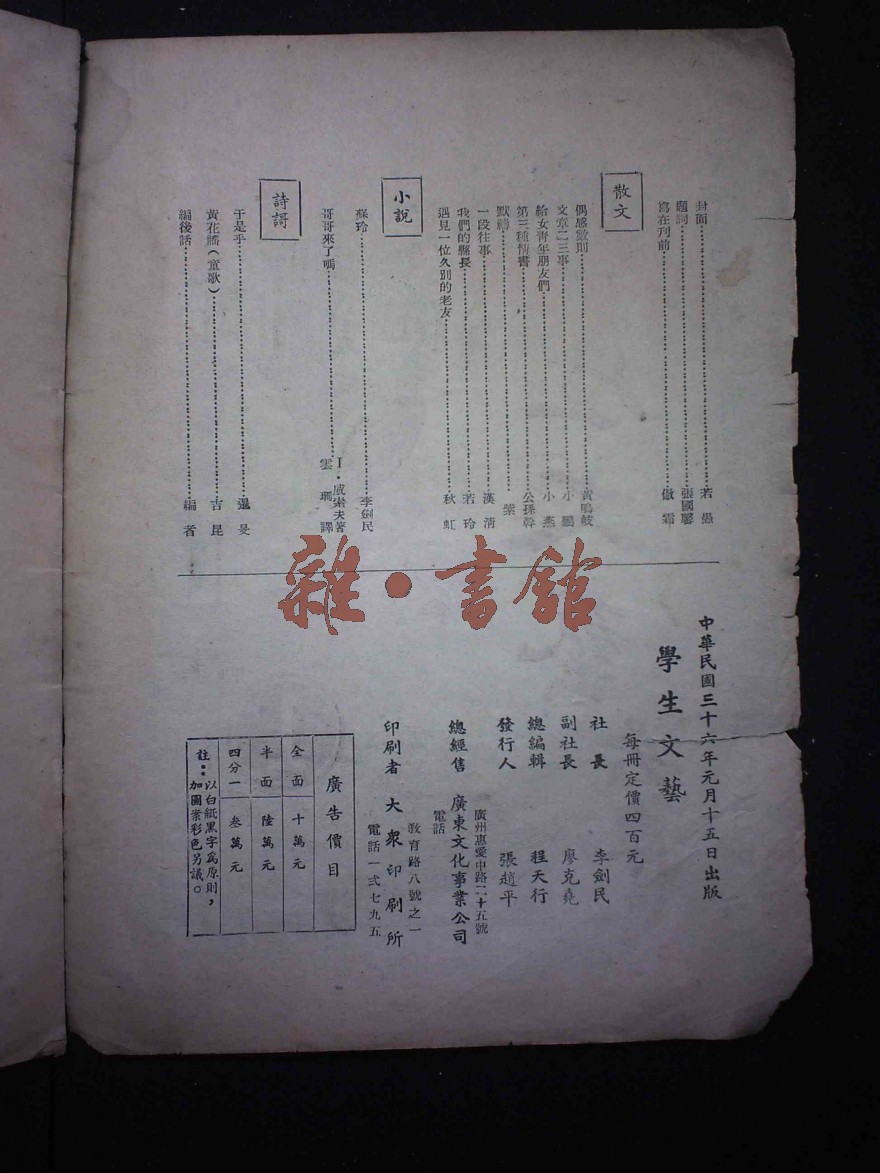 封面 若愚
題詞 張國馨
寫在刊前 傲霜
散文
偶感數則 黃鳴岐
文章二三事 小鵬
給女青年朋友們 小燕
第三種情書 公孫幹
默禱 紫
一段往事 漢清
我們的縣長 若玲
遇見一位久別的老友 秋虹
小說
蘇玲 李劍民
哥哥來了嗎 I·威索夫著
雲 譯
詩謌
于是乎
黃花謠（童歌） 吉昆
編後話 編者
雜·書館
中華民國三十六年元月十五日出版
學生文藝
每冊定價四百元
社長 李劍民
副社長 廖克堯
總編輯 程天行
發行人 張趙平
總經售 廣東文化事業公司
廣州惠愛中路二十五號
電話
印刷者 大衆印刷所
教育路八號之一
電話一弍七九五
廣告價目
全面 十萬元
半面 陸萬元
四分一 叁萬元
註：以白紙黑字爲原則，
加圖案彩色另議。